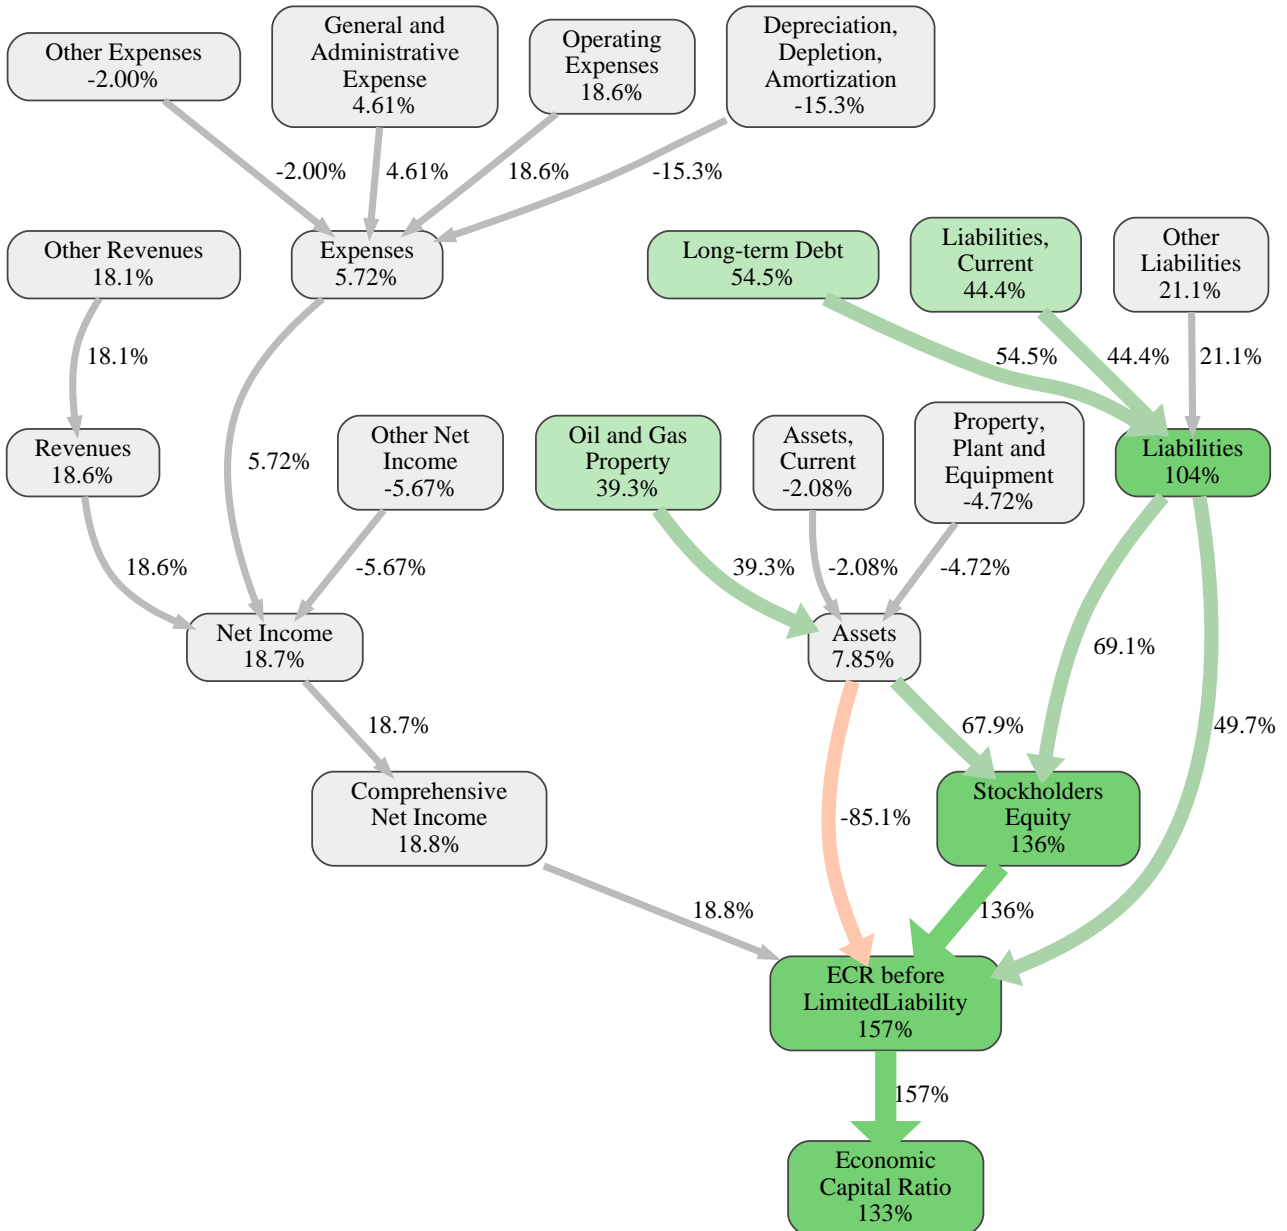 Other Expenses
-2.00%
General and
Administrative
Expense
4.61%
Operating
Expenses
18.6%
Depreciation,
Depletion,
Amortization
-15.3%
-2.00%
4.61%
18.6%
-15.3%
Other Revenues
18.1%
Expenses
5.72%
Long-term Debt
54.5%
Liabilities,
Current
44.4%
Other
Liabilities
21.1%
18.1%
54.5%
44.4%
21.1%
Revenues
18.6%
5.72%
Other Net
Income
-5.67%
Oil and Gas
Property
39.3%
Assets,
Current
-2.08%
Property,
Plant and
Equipment
-4.72%
Liabilities
104%
18.6%
-5.67%
39.3%
-2.08%
-4.72%
Net Income
18.7%
Assets
7.85%
69.1%
18.7%
67.9%
49.7%
Comprehensive
Net Income
18.8%
-85.1%
Stockholders
Equity
136%
18.8%
136%
ECR before
LimitedLiability
157%
157%
Economic
Capital Ratio
133%